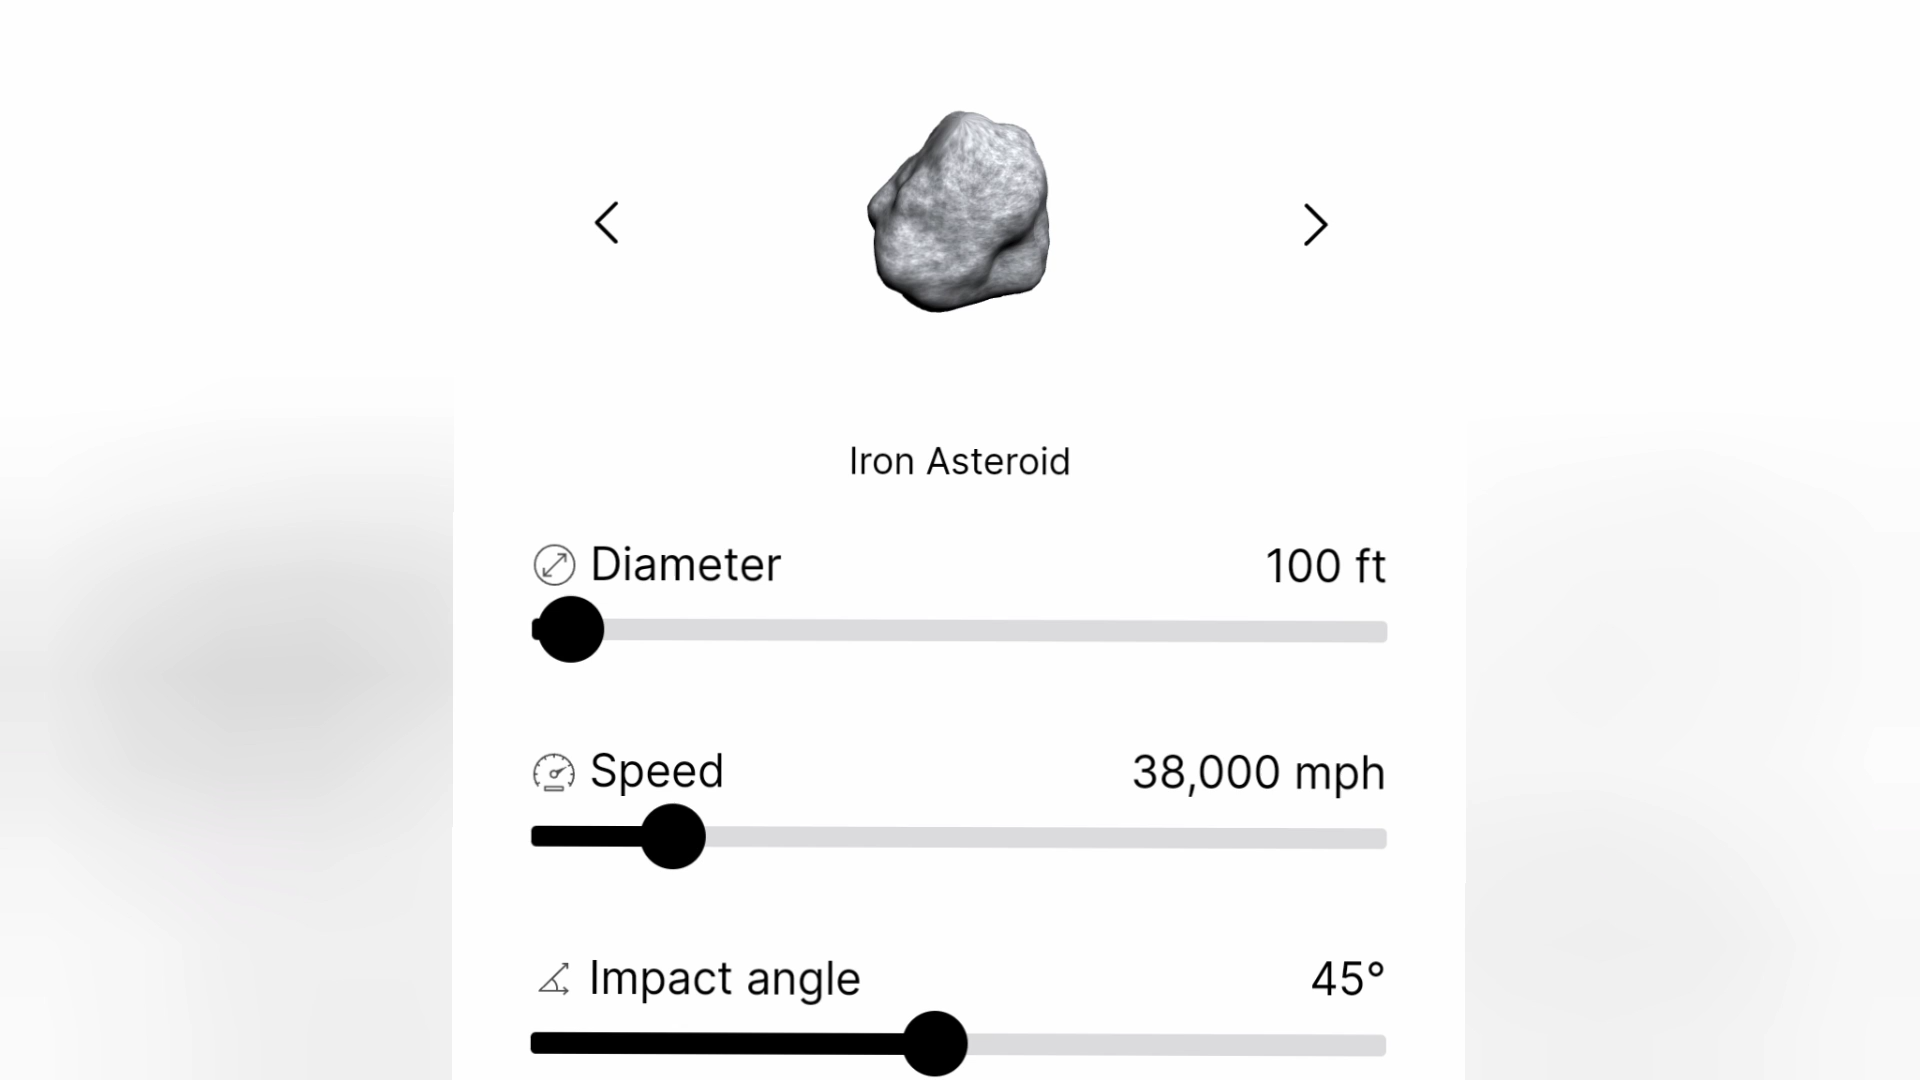 Iron Asteroid
Diameter 100 ft
Speed 38,000 mph
Impact angle 45°